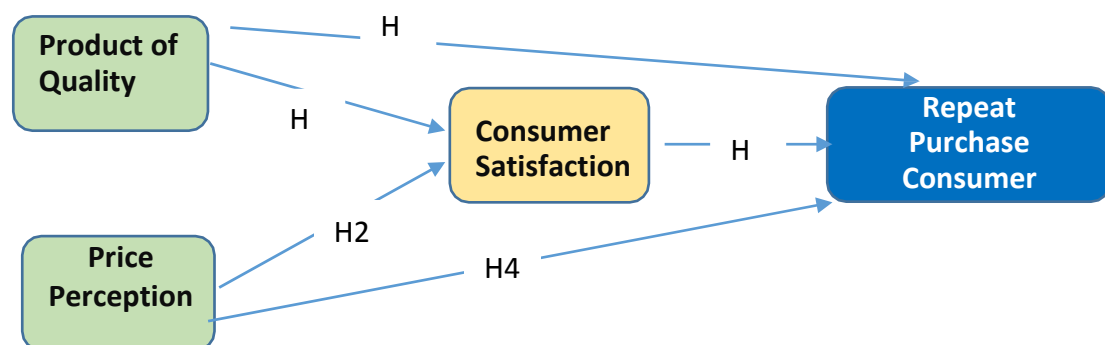 H
Product of
Quality
H
Consumer
Satisfaction
H
Repeat
Purchase
Consumer
H2
Price
Perception
H4